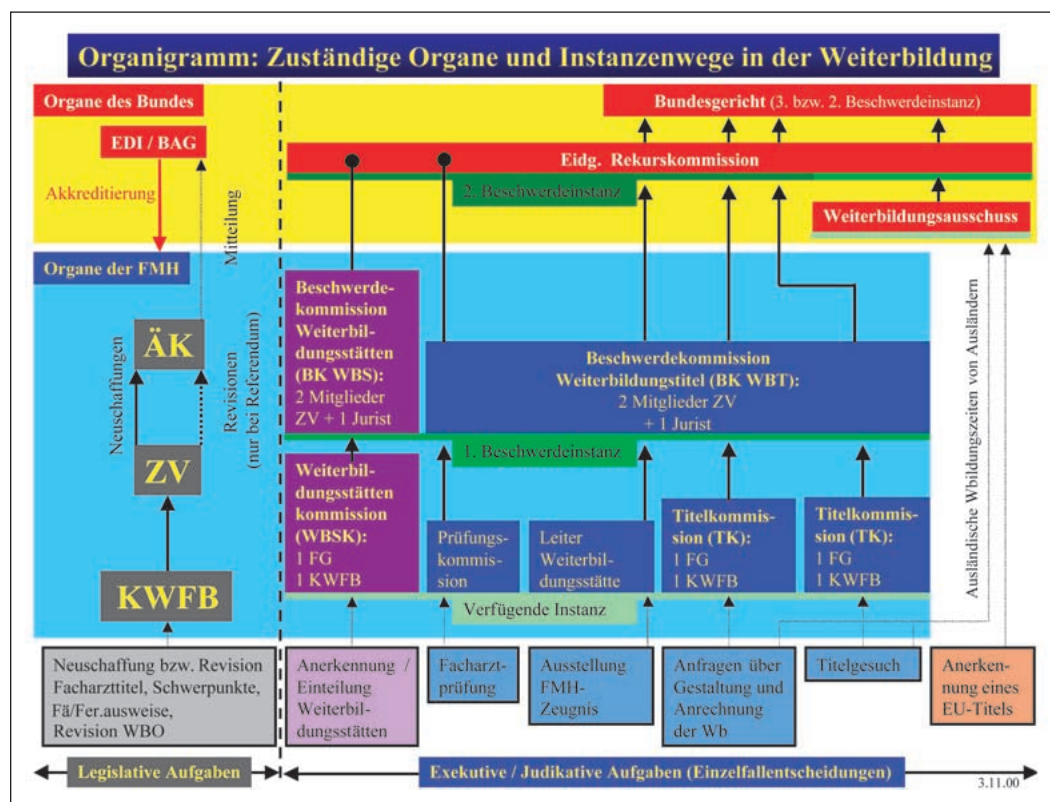 Organigramm: Zuständige Organe und Instanzenwege in der Weiterbildung
Organe des Bundes
EDI / BAG
Akkreditierung
Mitteilung
Bundesgericht (3. bzw. 2. Beschwerdeinstanz)
Eidg. Rekurskommission
2. Beschwerdeinstanz
Weiterbildungsausschuss
Organe der FMH
Neuschaffungen
ÄK
Revisionen
(nur bei Referendum)
ZV
KWFB
Beschwerde-
kommission
Weiterbil-
dungsstätten
(BK WBS):
2 Mitglieder
ZV + 1 Jurist
Beschwerdekommission
Weiterbildungstitel (BK WBT):
2 Mitglieder ZV
+ 1 Jurist
1. Beschwerdeinstanz
Weiterbil-
dungsstätten
kommission
(WBSK):
1 FG
1 KWFB
Prüfungs-
kommission
Leiter
Weiterbil-
dungsstätte
Titelkommis-
sion (TK):
1 FG
1 KWFB
Titelkommis-
sion (TK):
1 FG
1 KWFB
Verfügende Instanz
Ausländische Wbildungszeiten von Ausländern
Neuschaffung bzw. Revision
Facharzttitel, Schwerpunkte,
Fä/Fer.ausweise,
Revision WBO
Anerkennung /
Einteilung
Weiterbil-
dungsstätten
Facharzt-
prüfung
Ausstellung
FMH-
Zeugnis
Anfragen über
Gestaltung und
Anrechnung
der Wb
Titelgesuch
Anerken-
nung eines
EU-Titels
Legislative Aufgaben
Exekutive / Judikative Aufgaben (Einzelfallentscheidungen)
3.11.00